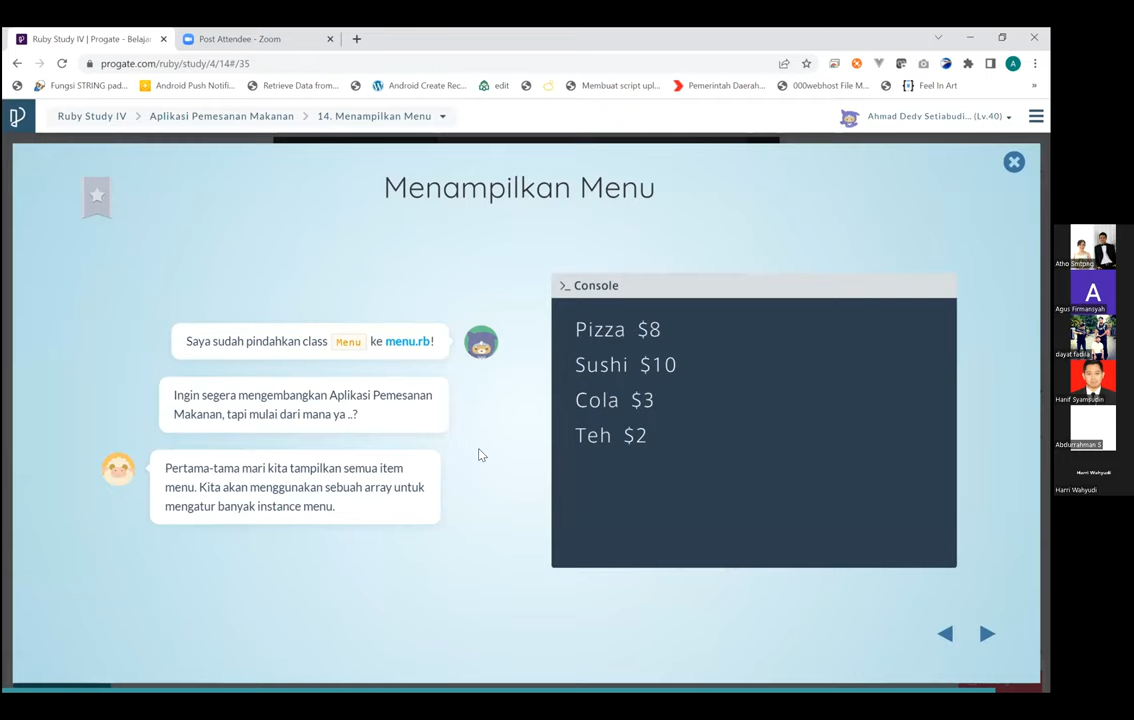 Ruby Study IV | Progate - Belajar
Post Attendee - Zoom
progate.com/ruby/study/4/14#/35
Fungsi STRING pad...
Android Push Notifi...
Retrieve Data from...
Android Create Rec...
edit
Membuat script upl...
Pemerintah Daerah...
000webhost File M...
Feel In Art
»
Ruby Study IV > Aplikasi Pemesanan Makanan > 14. Menampilkan Menu
Ahmad Dedy Setiabudi... (Lv.40)
Menampilkan Menu
Saya sudah pindahkan class Menu ke menu.rb!
Ingin segera mengembangkan Aplikasi Pemesanan
Makanan, tapi mulai dari mana ya ..?
Pertama-tama mari kita tampilkan semua item
menu. Kita akan menggunakan sebuah array untuk
mengatur banyak instance menu.
>_ Console
Pizza $8
Sushi $10
Cola $3
Teh $2
A
Agus Firmansyah
dayat fadila
Hanif Syamsudin
Abdurrahman S
Harri Wahyudi
Harri Wahyudi